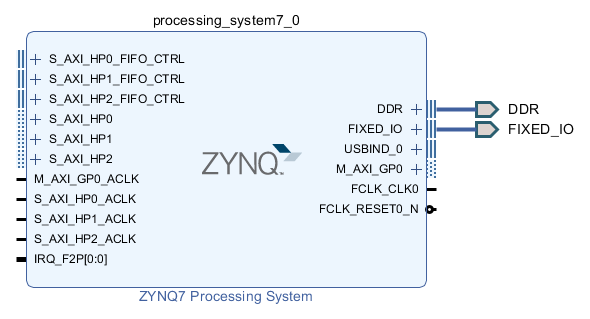 processing_system7_0
S_AXI_HP0_FIFO_CTRL
S_AXI_HP1_FIFO_CTRL
S_AXI_HP2_FIFO_CTRL
S_AXI_HP0
S_AXI_HP1
S_AXI_HP2
M_AXI_GP0_ACLK
S_AXI_HP0_ACLK
S_AXI_HP1_ACLK
S_AXI_HP2_ACLK
IRQ_F2P[0:0]
ZYNQ
DDR
FIXED_IO
USBIND_0
M_AXI_GP0
FCLK_CLK0
FCLK_RESET0_N
DDR
FIXED_IO
ZYNQ7 Processing System